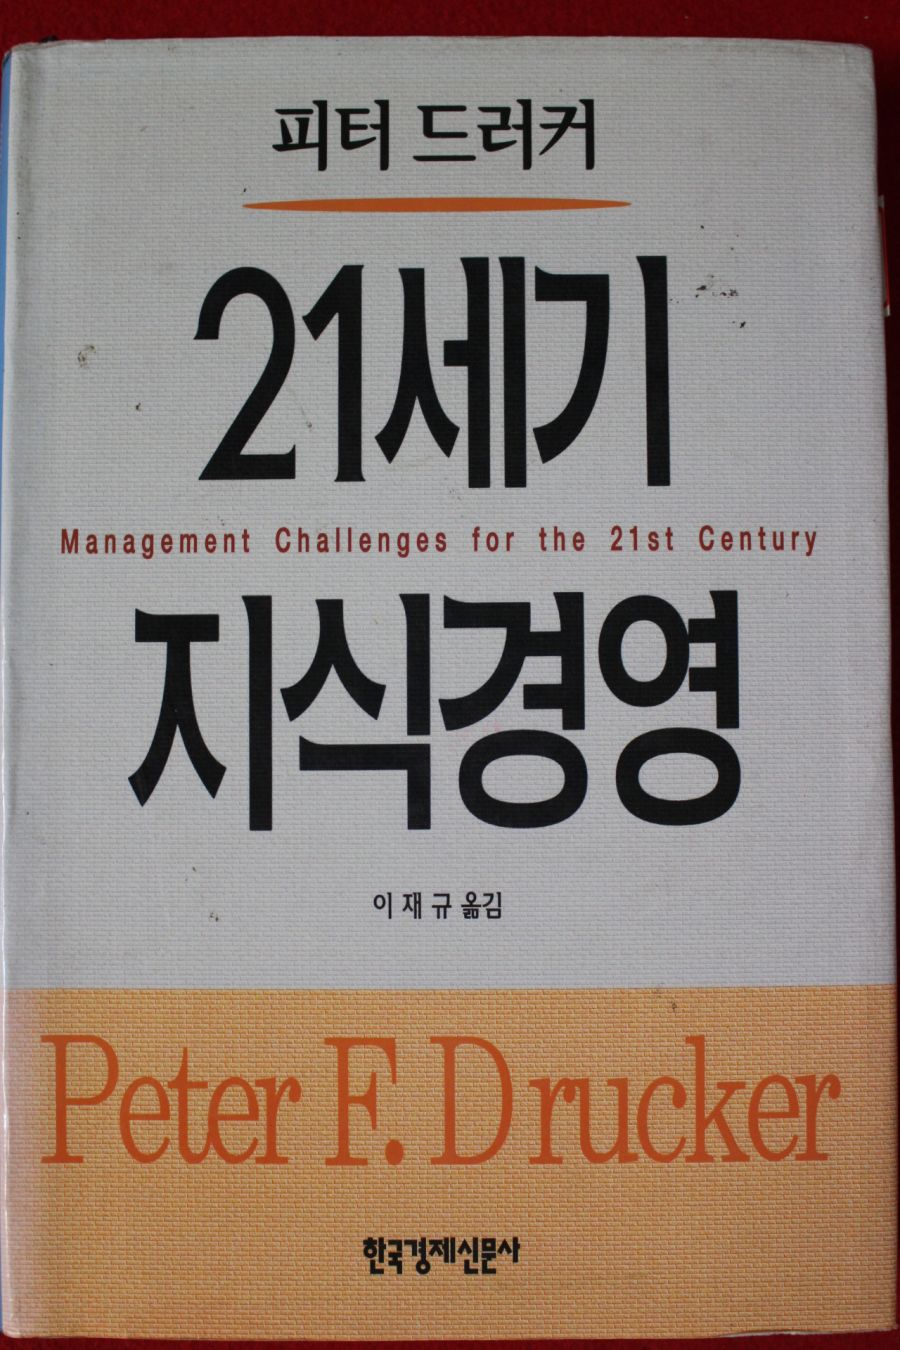 피터 드러커
21세기
Management Challenges for the 21st Century
지식경영
이재규 옮김
Peter F. Drucker
한국경제신문사